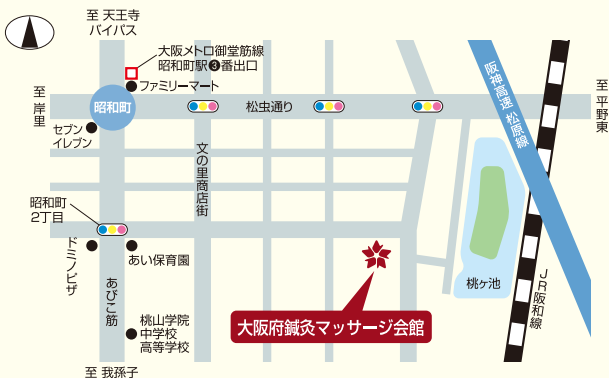 至 天王寺
バイパス
大阪メトロ御堂筋線
昭和町駅❸番出口
ファミリーマート
至 岸里
昭和町
松虫通り
阪神高速 松原線
至 平野東
セブン
イレブン
文の里商店街
昭和町
2丁目
ドミノピザ
あい保育園
あびこ筋
桃ヶ池
JR阪和線
大阪府鍼灸マッサージ会館
桃山学院
中学校
高等学校
至 我孫子